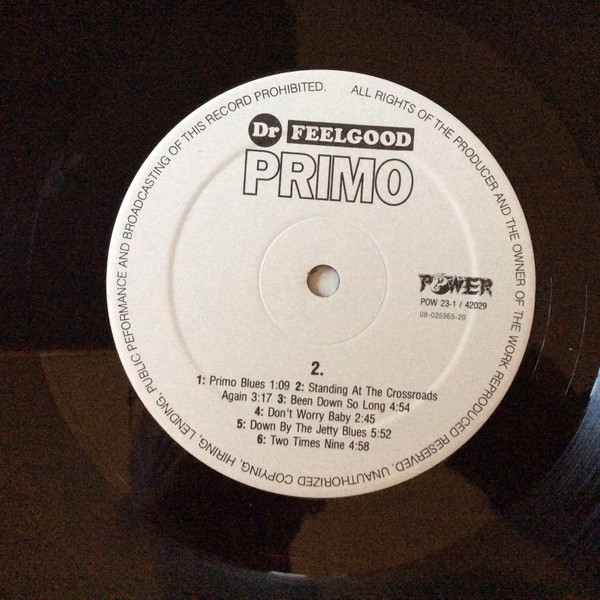 ALL RIGHTS OF THE PRODUCER AND THE OWNER OF THE WORK REPRODUCED RESERVED. UNAUTHORIZED COPYING, HIRING, LENDING, PUBLIC PEFORMANCE AND BROADCASTING OF THIS RECORD PROHIBITED.
Dr FEELGOOD
PRIMO
POWER
POW 23-1 / 42029
08-025965-20
2.
1: Primo Blues 1:09 2: Standing At The Crossroads
Again 3:17 3: Been Down So Long 4:54
4: Don't Worry Baby 2:45
5: Down By The Jetty Blues 5:52
6: Two Times Nine 4:58